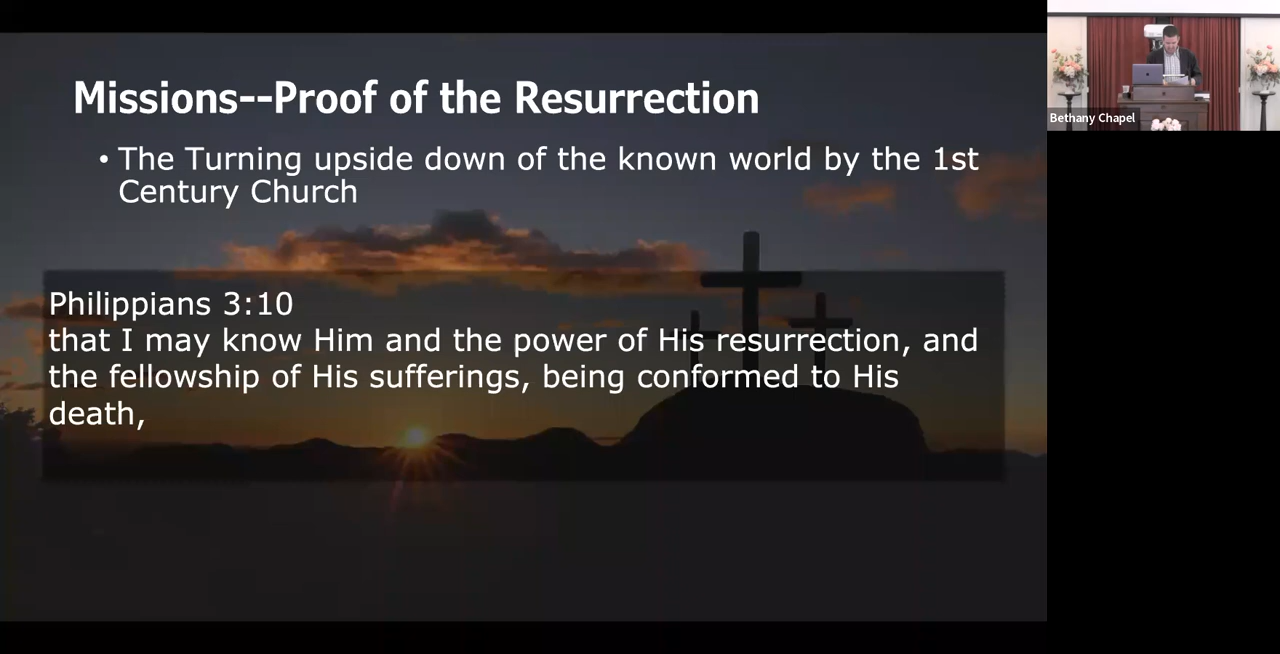 Missions--Proof of the Resurrection
• The Turning upside down of the known world by the 1st
Century Church
Philippians 3:10
that I may know Him and the power of His resurrection, and
the fellowship of His sufferings, being conformed to His
death,
Bethany Chapel